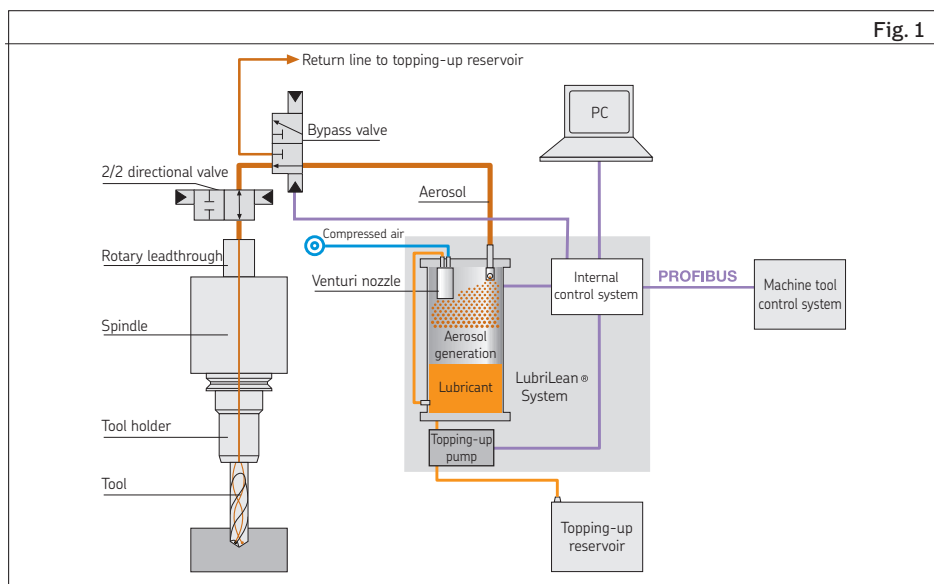 Fig. 1
Return line to topping-up reservoir
PC
Bypass valve
2/2 directional valve
Aerosol
Compressed air
Rotary leadthrough
Venturi nozzle
Internal
control system
PROFIBUS
Machine tool
control system
Spindle
Aerosol
generation
Lubricant
LubriLean®
System
Tool holder
Topping-up
pump
Tool
Topping-up
reservoir